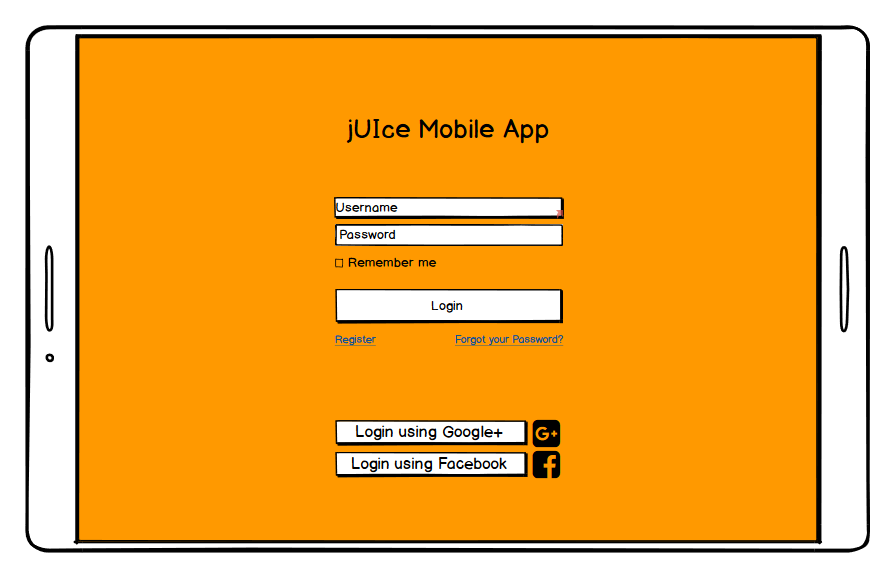 jUIce Mobile App
Username
Password
Remember me
Login
Register Forgot your Password?
Login using Google+ G+
Login using Facebook f